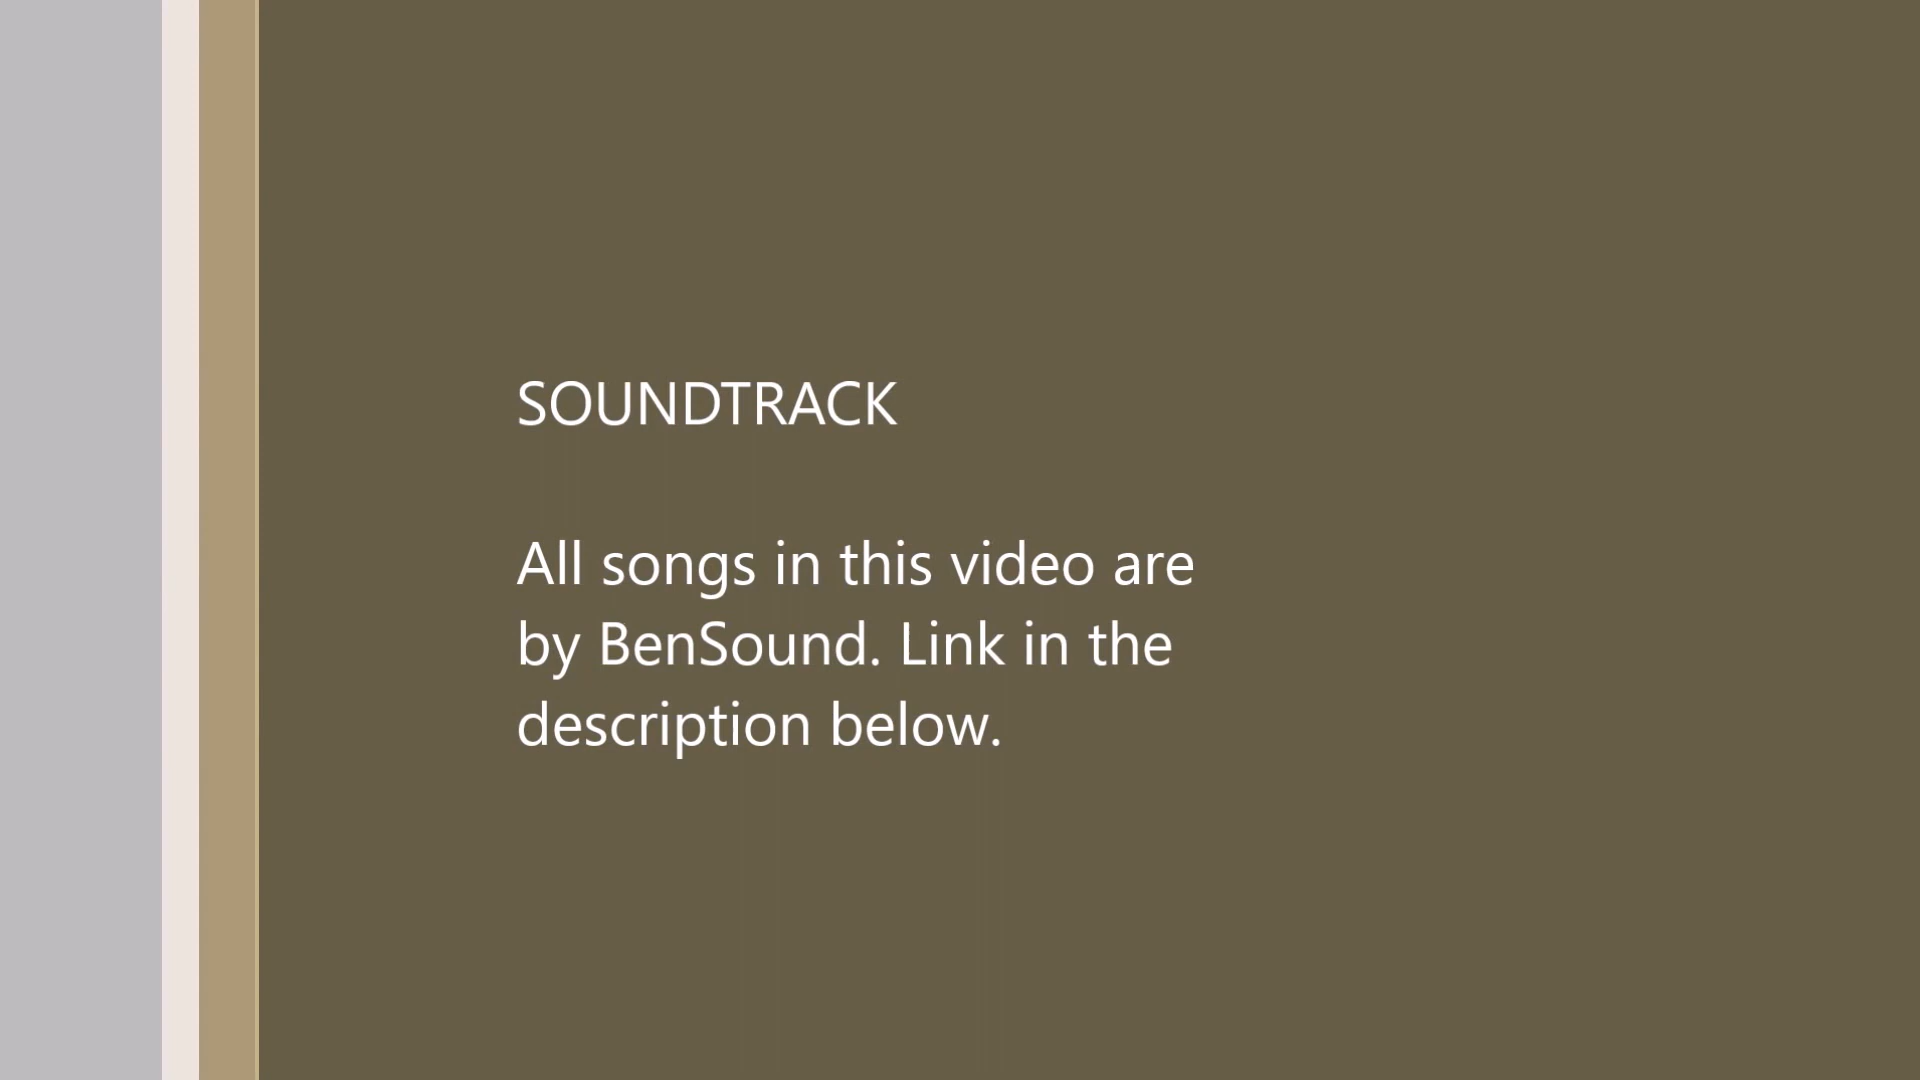 SOUNDTRACK
All songs in this video are
by BenSound. Link in the
description below.